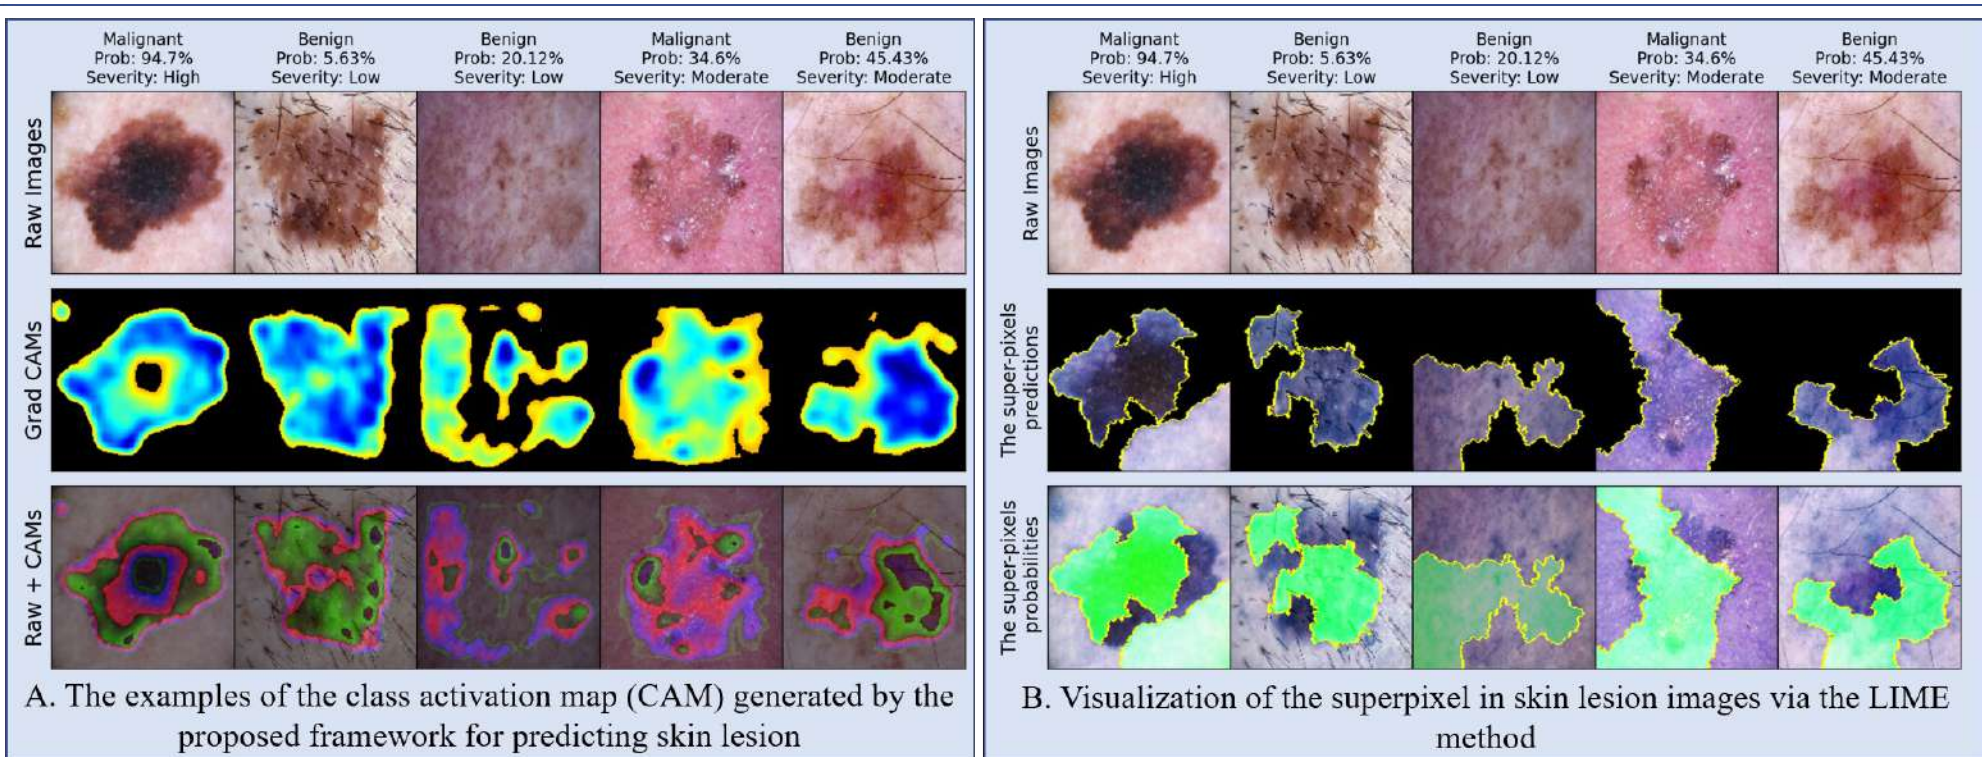 Malignant
Prob: 94.7%
Severity: High
Benign
Prob: 5.63%
Severity: Low
Benign
Prob: 20.12%
Severity: Low
Malignant
Prob: 34.6%
Severity: Moderate
Benign
Prob: 45.43%
Severity: Moderate
Raw Images
Grad CAMs
Raw + CAMs
A. The examples of the class activation map (CAM) generated by the
proposed framework for predicting skin lesion
Malignant
Prob: 94.7%
Severity: High
Benign
Prob: 5.63%
Severity: Low
Benign
Prob: 20.12%
Severity: Low
Malignant
Prob: 34.6%
Severity: Moderate
Benign
Prob: 45.43%
Severity: Moderate
Raw Images
The super-pixels
predictions
The super-pixels
probabilities
B. Visualization of the superpixel in skin lesion images via the LIME
method